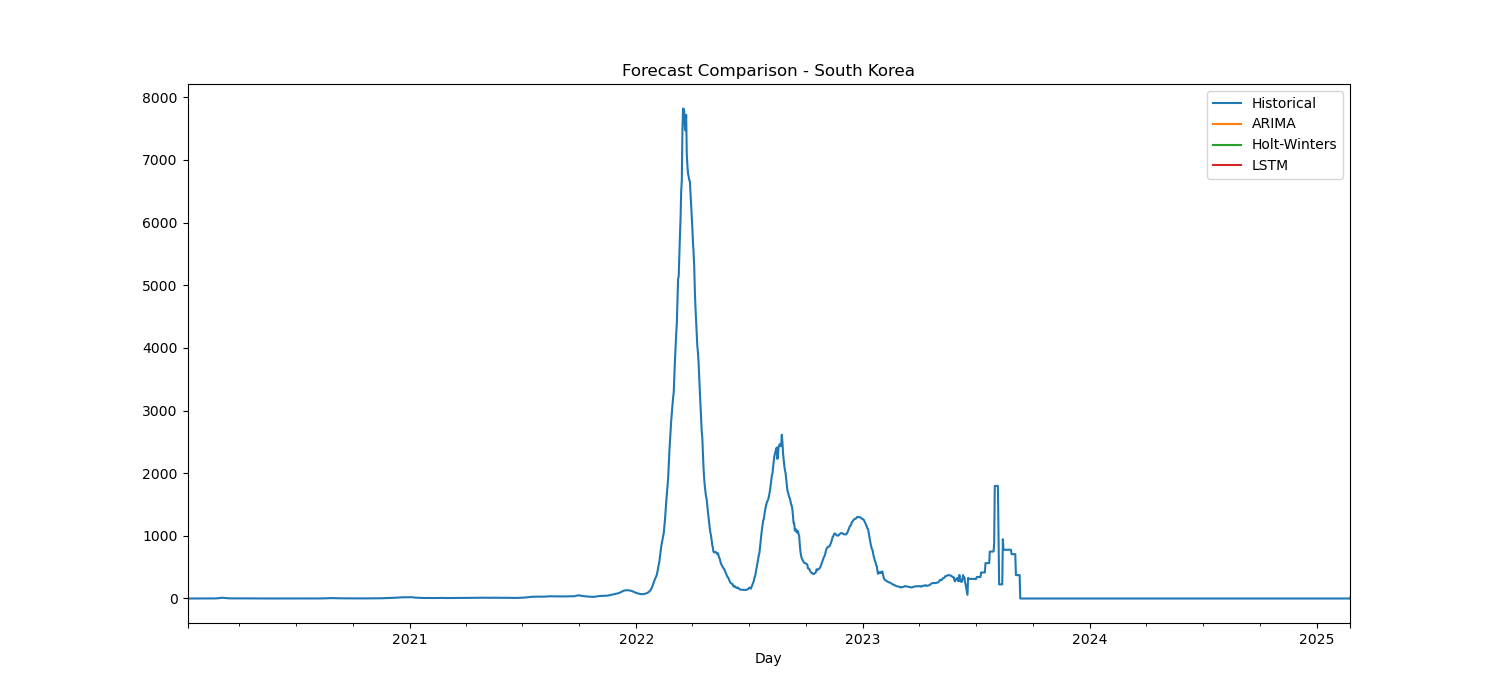 Forecast Comparison - South Korea
Historical
ARIMA
Holt-Winters
LSTM
8000
7000
6000
5000
4000
3000
2000
1000
0
2021 2022 2023 2024 2025
Day